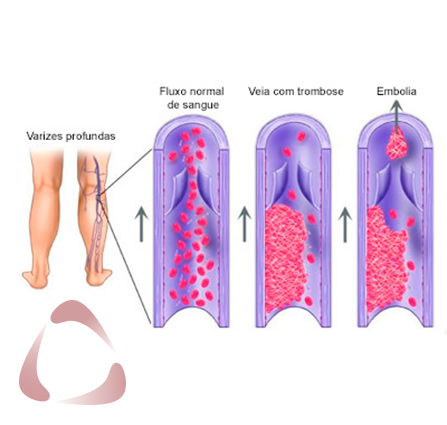 Fluxo normal
de sangue
Veia com trombose
Embolia
Varizes profundas